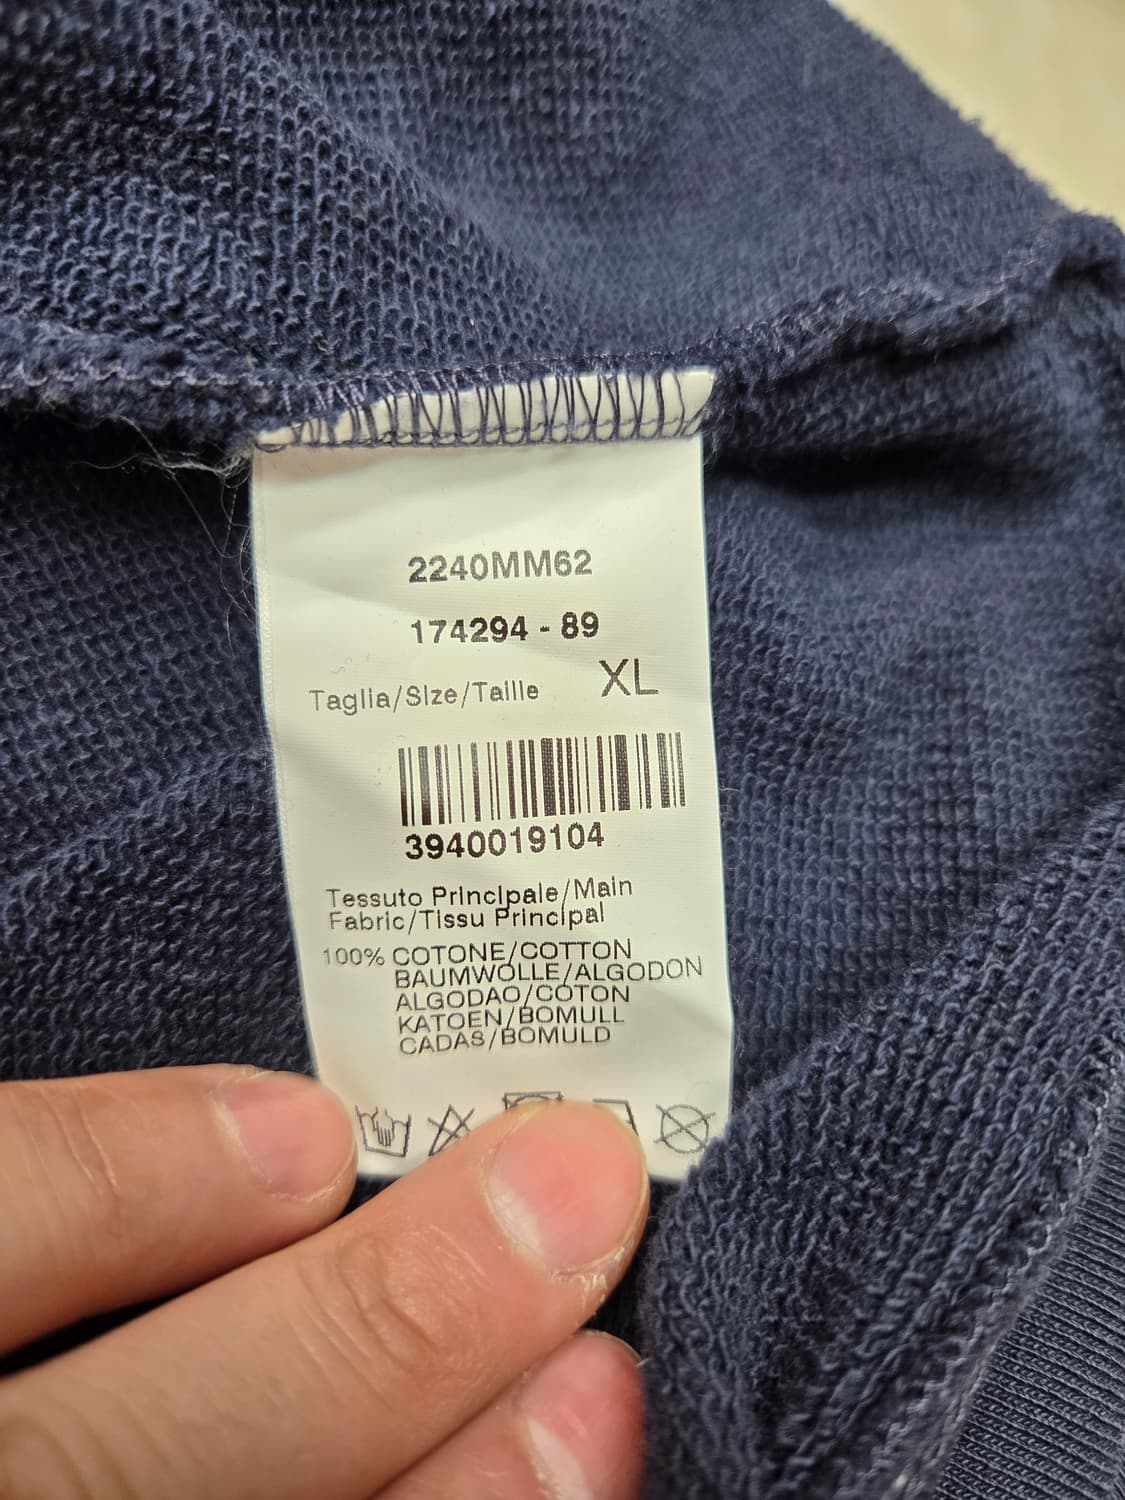 2240MM62
174294 - 89
Taglia/Size/Taille XL
3940019104
Tessuto Principale/Main
Fabric/Tissu Principal
100% COTONE/COTTON
BAUMWOLLE/ALGODON
ALGODAO/COTON
KATOEN/BOMULL
CADAS/BOMULD